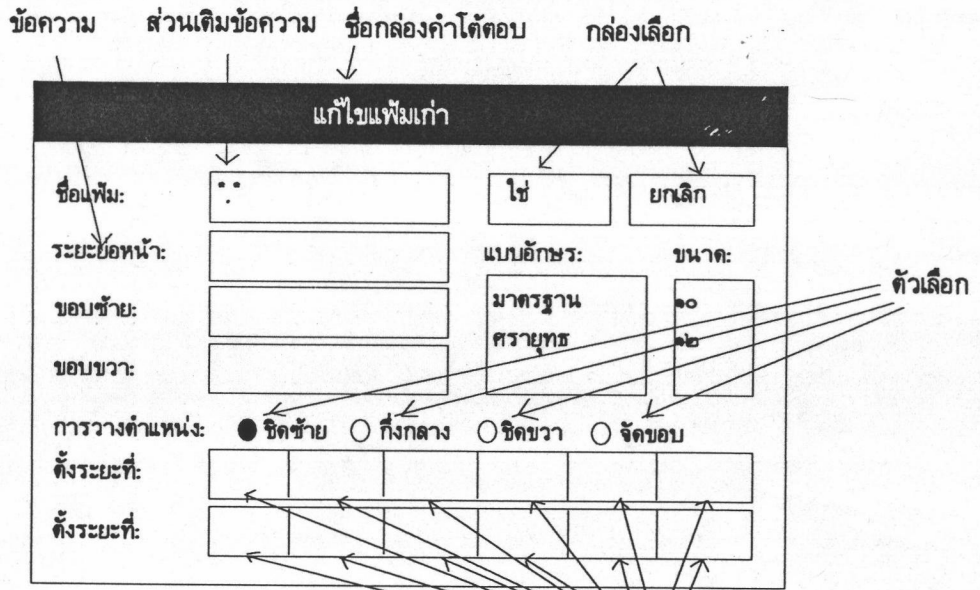 ข้อความ ส่วนเติมข้อความ ชื่อกล่องคำโต้ตอบ กล่องเลือก
แก้ไขแฟ้มเก่า
ชื่อแฟ้ม: ใช่ ยกเลิก
ระยะย่อหน้า: แบบอักษร: ขนาด:
ตัวเลือก
ขอบซ้าย: มาตรฐาน ๑๐
ศรายุทธ ๑๒
ขอบขวา:
การวางตำแหน่ง: ชิดซ้าย กึ่งกลาง ชิดขวา จัดขอบ
ตั้งระยะที่:
ตั้งระยะที่: